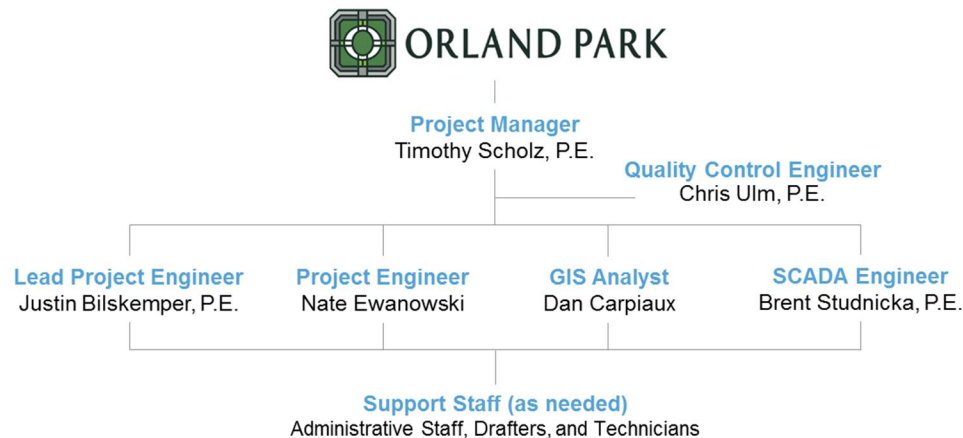 ORLAND PARK
Project Manager
Timothy Scholz, P.E.
Quality Control Engineer
Chris Ulm, P.E.
Lead Project Engineer
Justin Bilskemper, P.E.
Project Engineer
Nate Ewanowski
GIS Analyst
Dan Carpiaux
SCADA Engineer
Brent Studnicka, P.E.
Support Staff (as needed)
Administrative Staff, Drafters, and Technicians